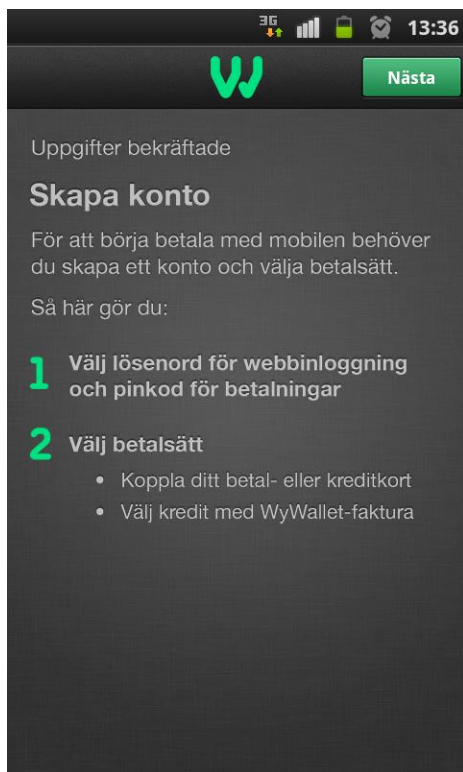 3G 13:36
Nästa
Uppgifter bekräftade
Skapa konto
För att börja betala med mobilen behöver
du skapa ett konto och välja betalsätt.
Så här gör du:
1 Välj lösenord för webbinloggning
och pinkod för betalningar
2 Välj betalsätt
• Koppla ditt betal- eller kreditkort
• Välj kredit med WyWallet-faktura